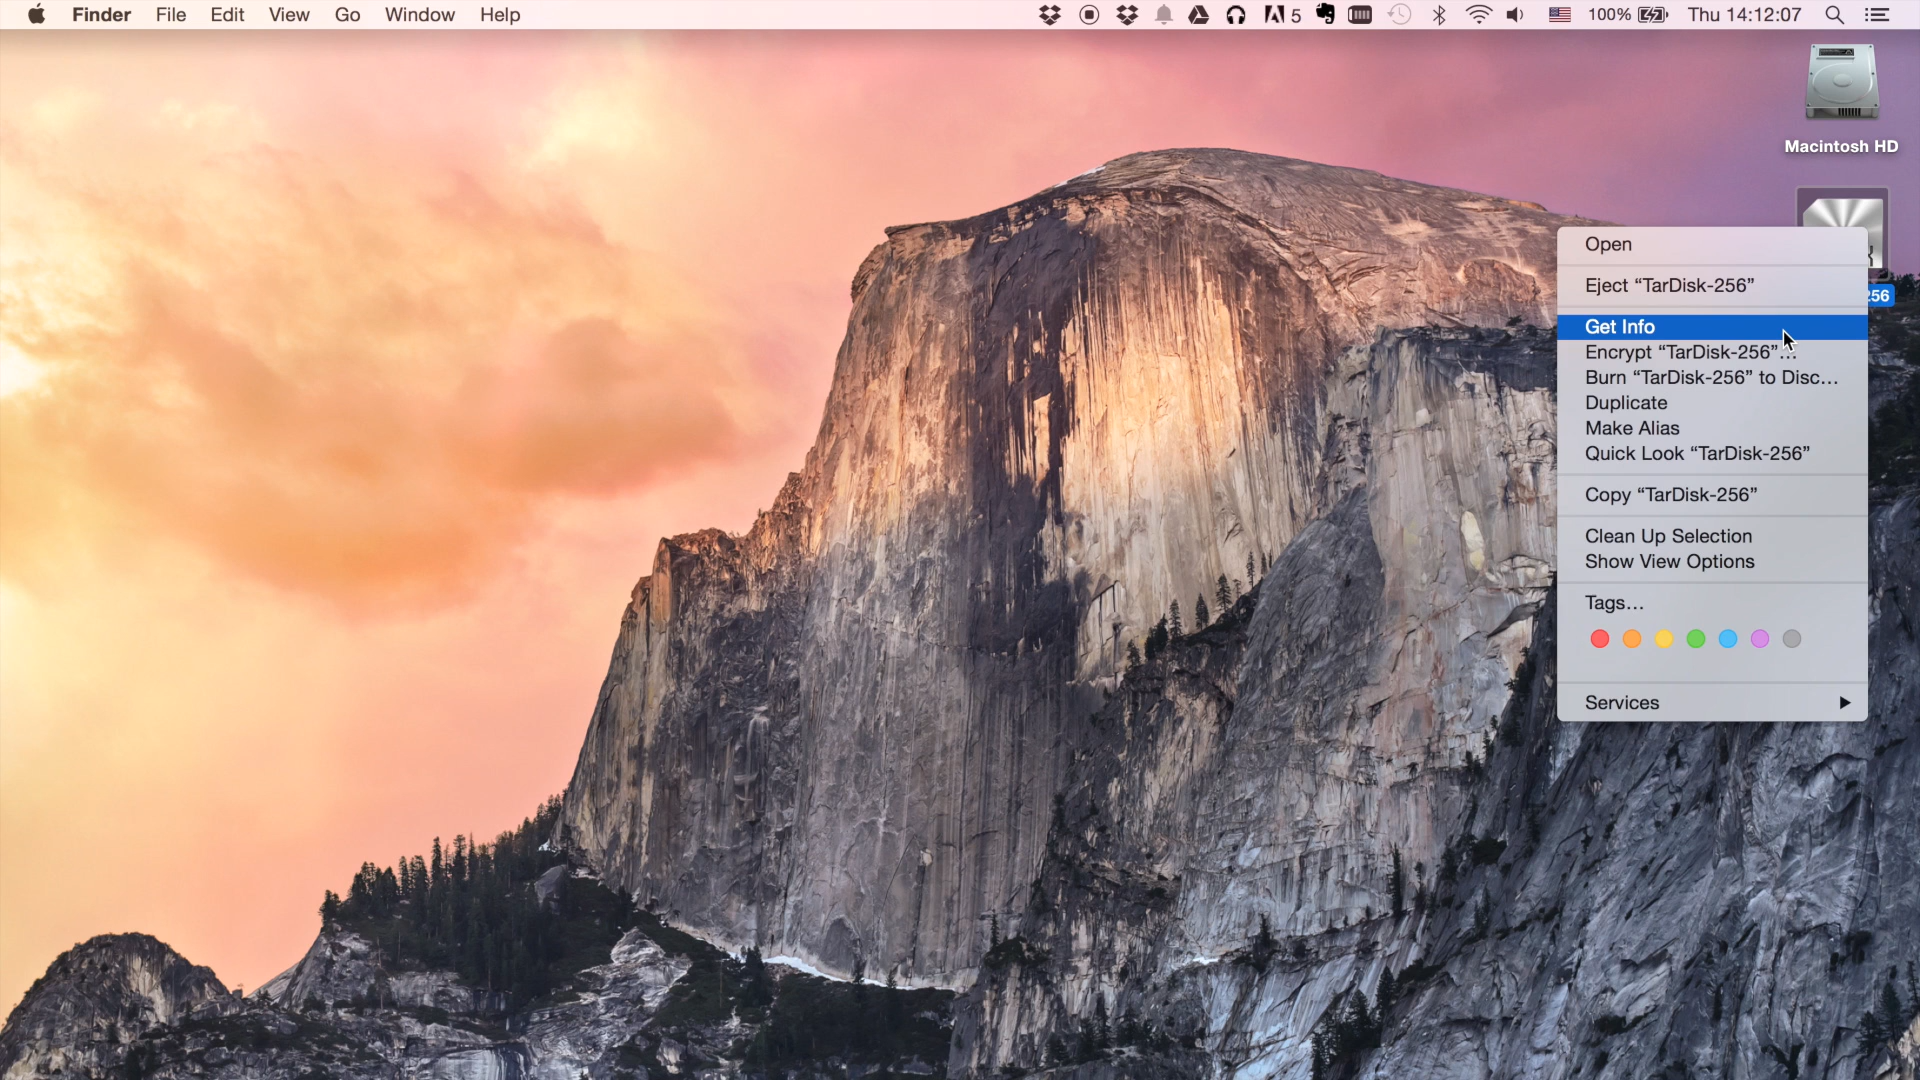 Finder File Edit View Go Window Help 5 100% Thu 14:12:07
Macintosh HD
256
Open
Eject “TarDisk-256”
Get Info
Encrypt “TarDisk-256”…
Burn “TarDisk-256” to Disc…
Duplicate
Make Alias
Quick Look “TarDisk-256”
Copy “TarDisk-256”
Clean Up Selection
Show View Options
Tags…
Services